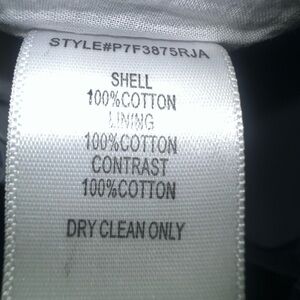 STYLE#P7F3875RJA
SHELL
100%COTTON
LINING
100%COTTON
CONTRAST
100%COTTON
DRY CLEAN ONLY